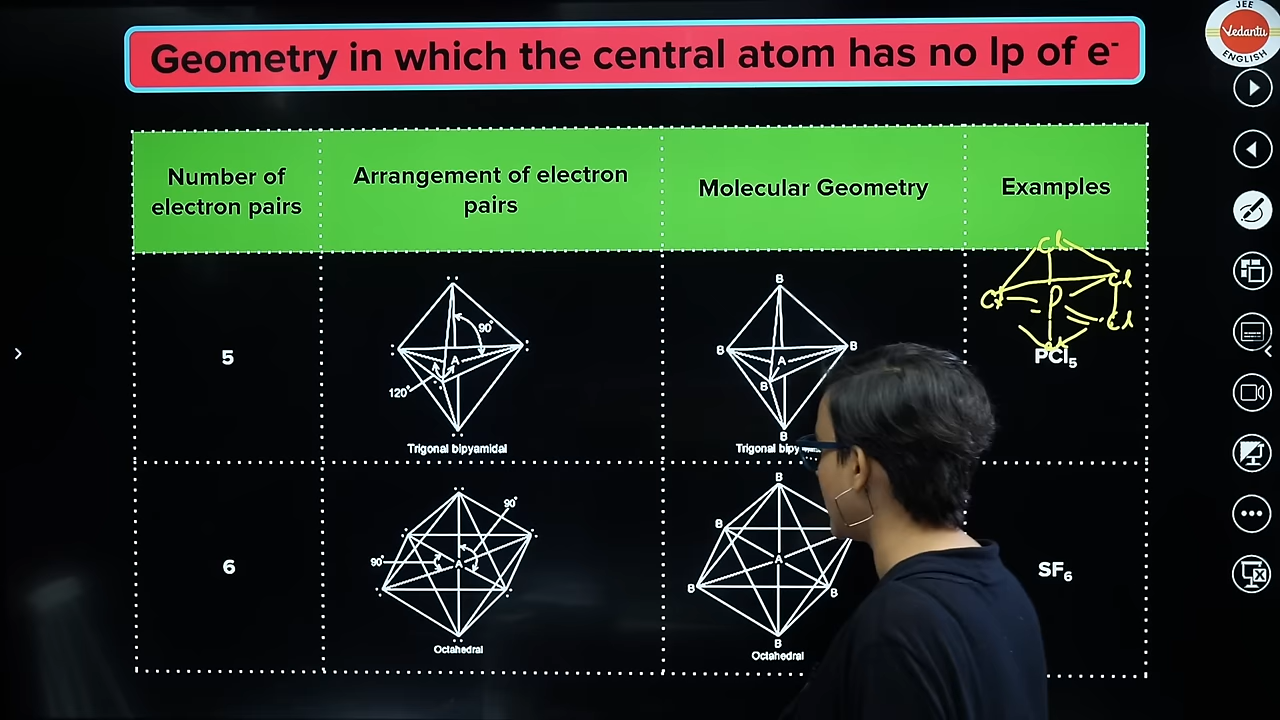 Geometry in which the central atom has no lp of e-
JEE
Vedantu
ENGLISH
Number of
electron pairs
Arrangement of electron
pairs
Molecular Geometry
Examples
5
90°
A
120°
Trigonal bipyamidal
B
B
B
A
B
B
Trigonal bipy
Cl
Cl
P
Cl
Cl
PCl5
6
90°
90°
A
Octahedral
B
B
A
B
B
B
Octahedral
SF6